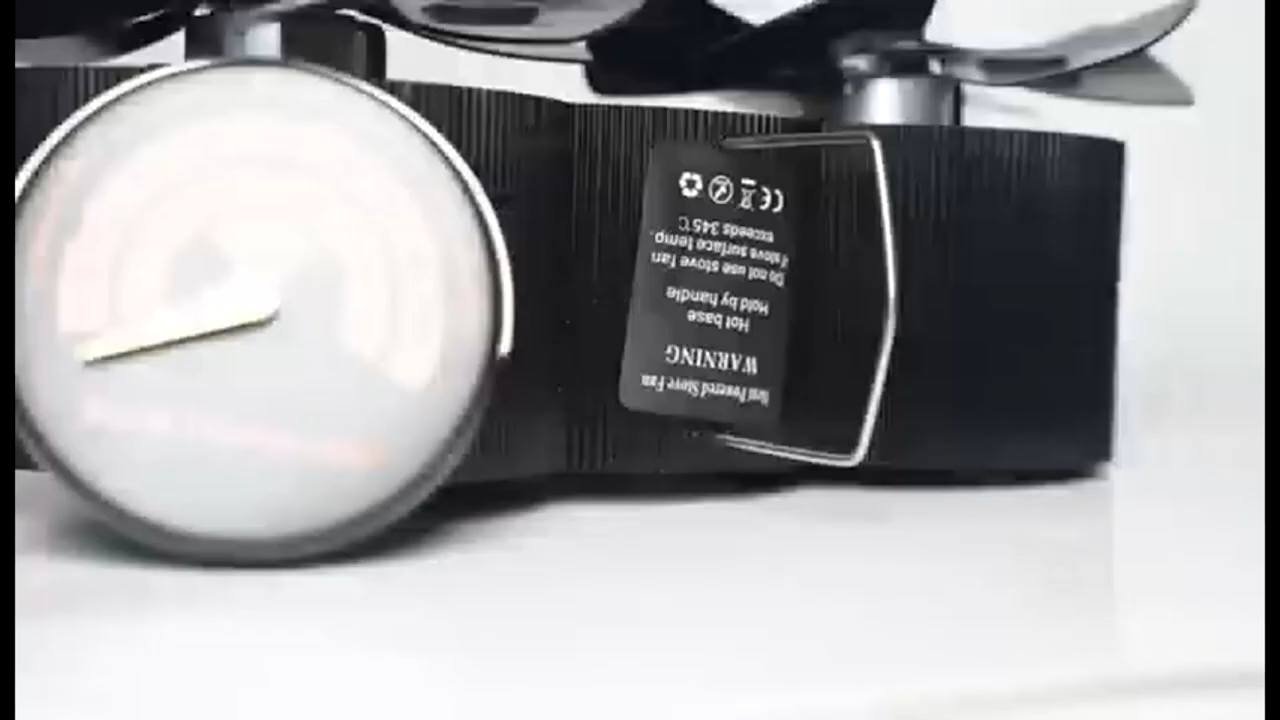 Heat Powered Stove Fan
WARNING
Hot base
Hold by handle
Do not use stove fan
if stove surface temp.
exceeds 345℃
CE